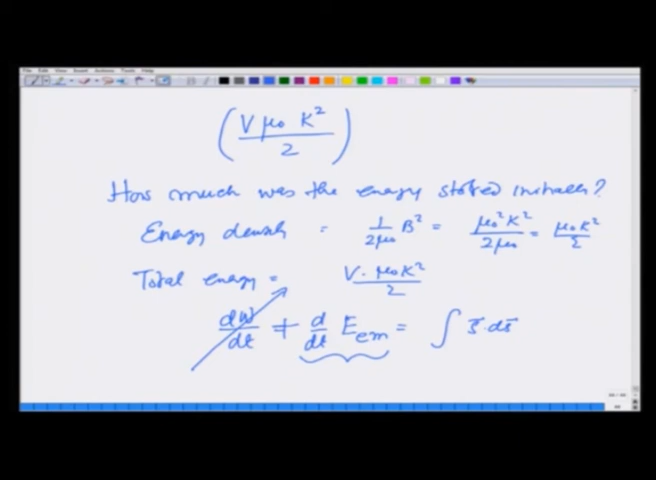 (V μ₀ K² / 2)
How much was the energy stored initially?
Energy density = 1/2μ₀ B² = μ₀²K²/2μ₀ = μ₀K²/2
Total energy = V · μ₀K²/2
dW/dt + d/dt E_em = ∫ S⃗·ds⃗